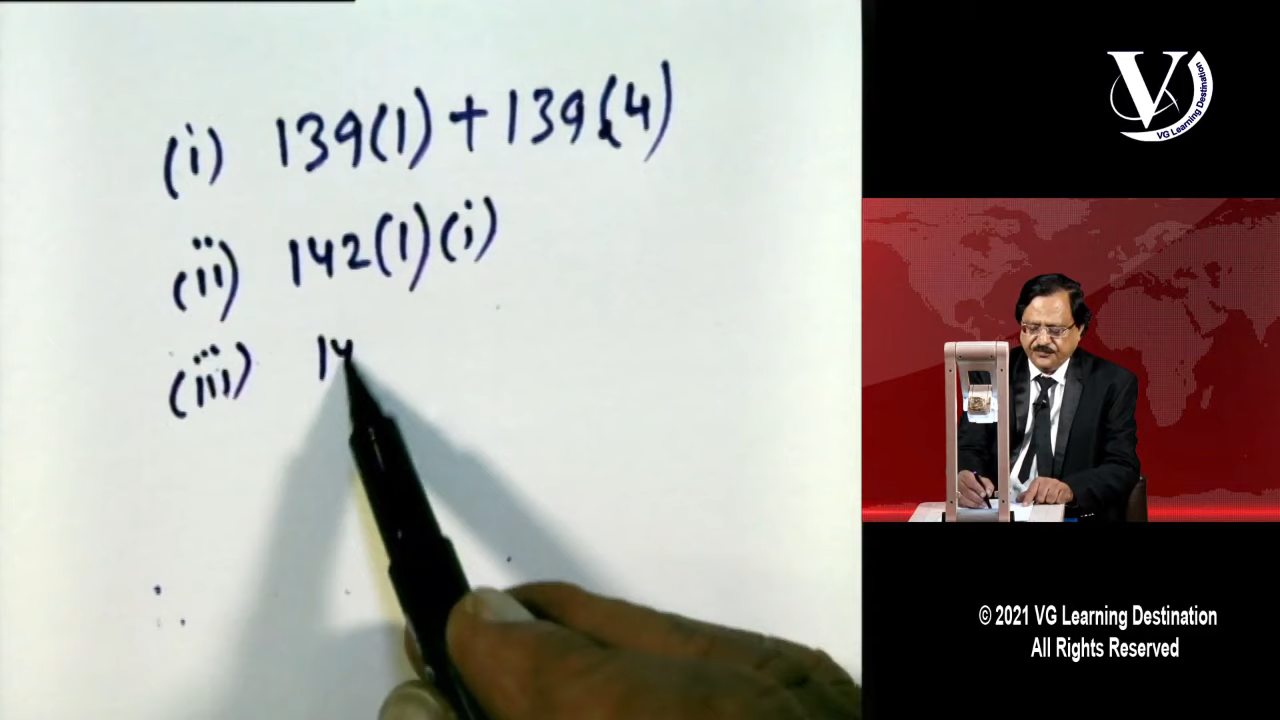 (i) 139(1) + 139(4)
(ii) 142(1)(i)
(iii) 14
V
VG Learning Destination
© 2021 VG Learning Destination
All Rights Reserved